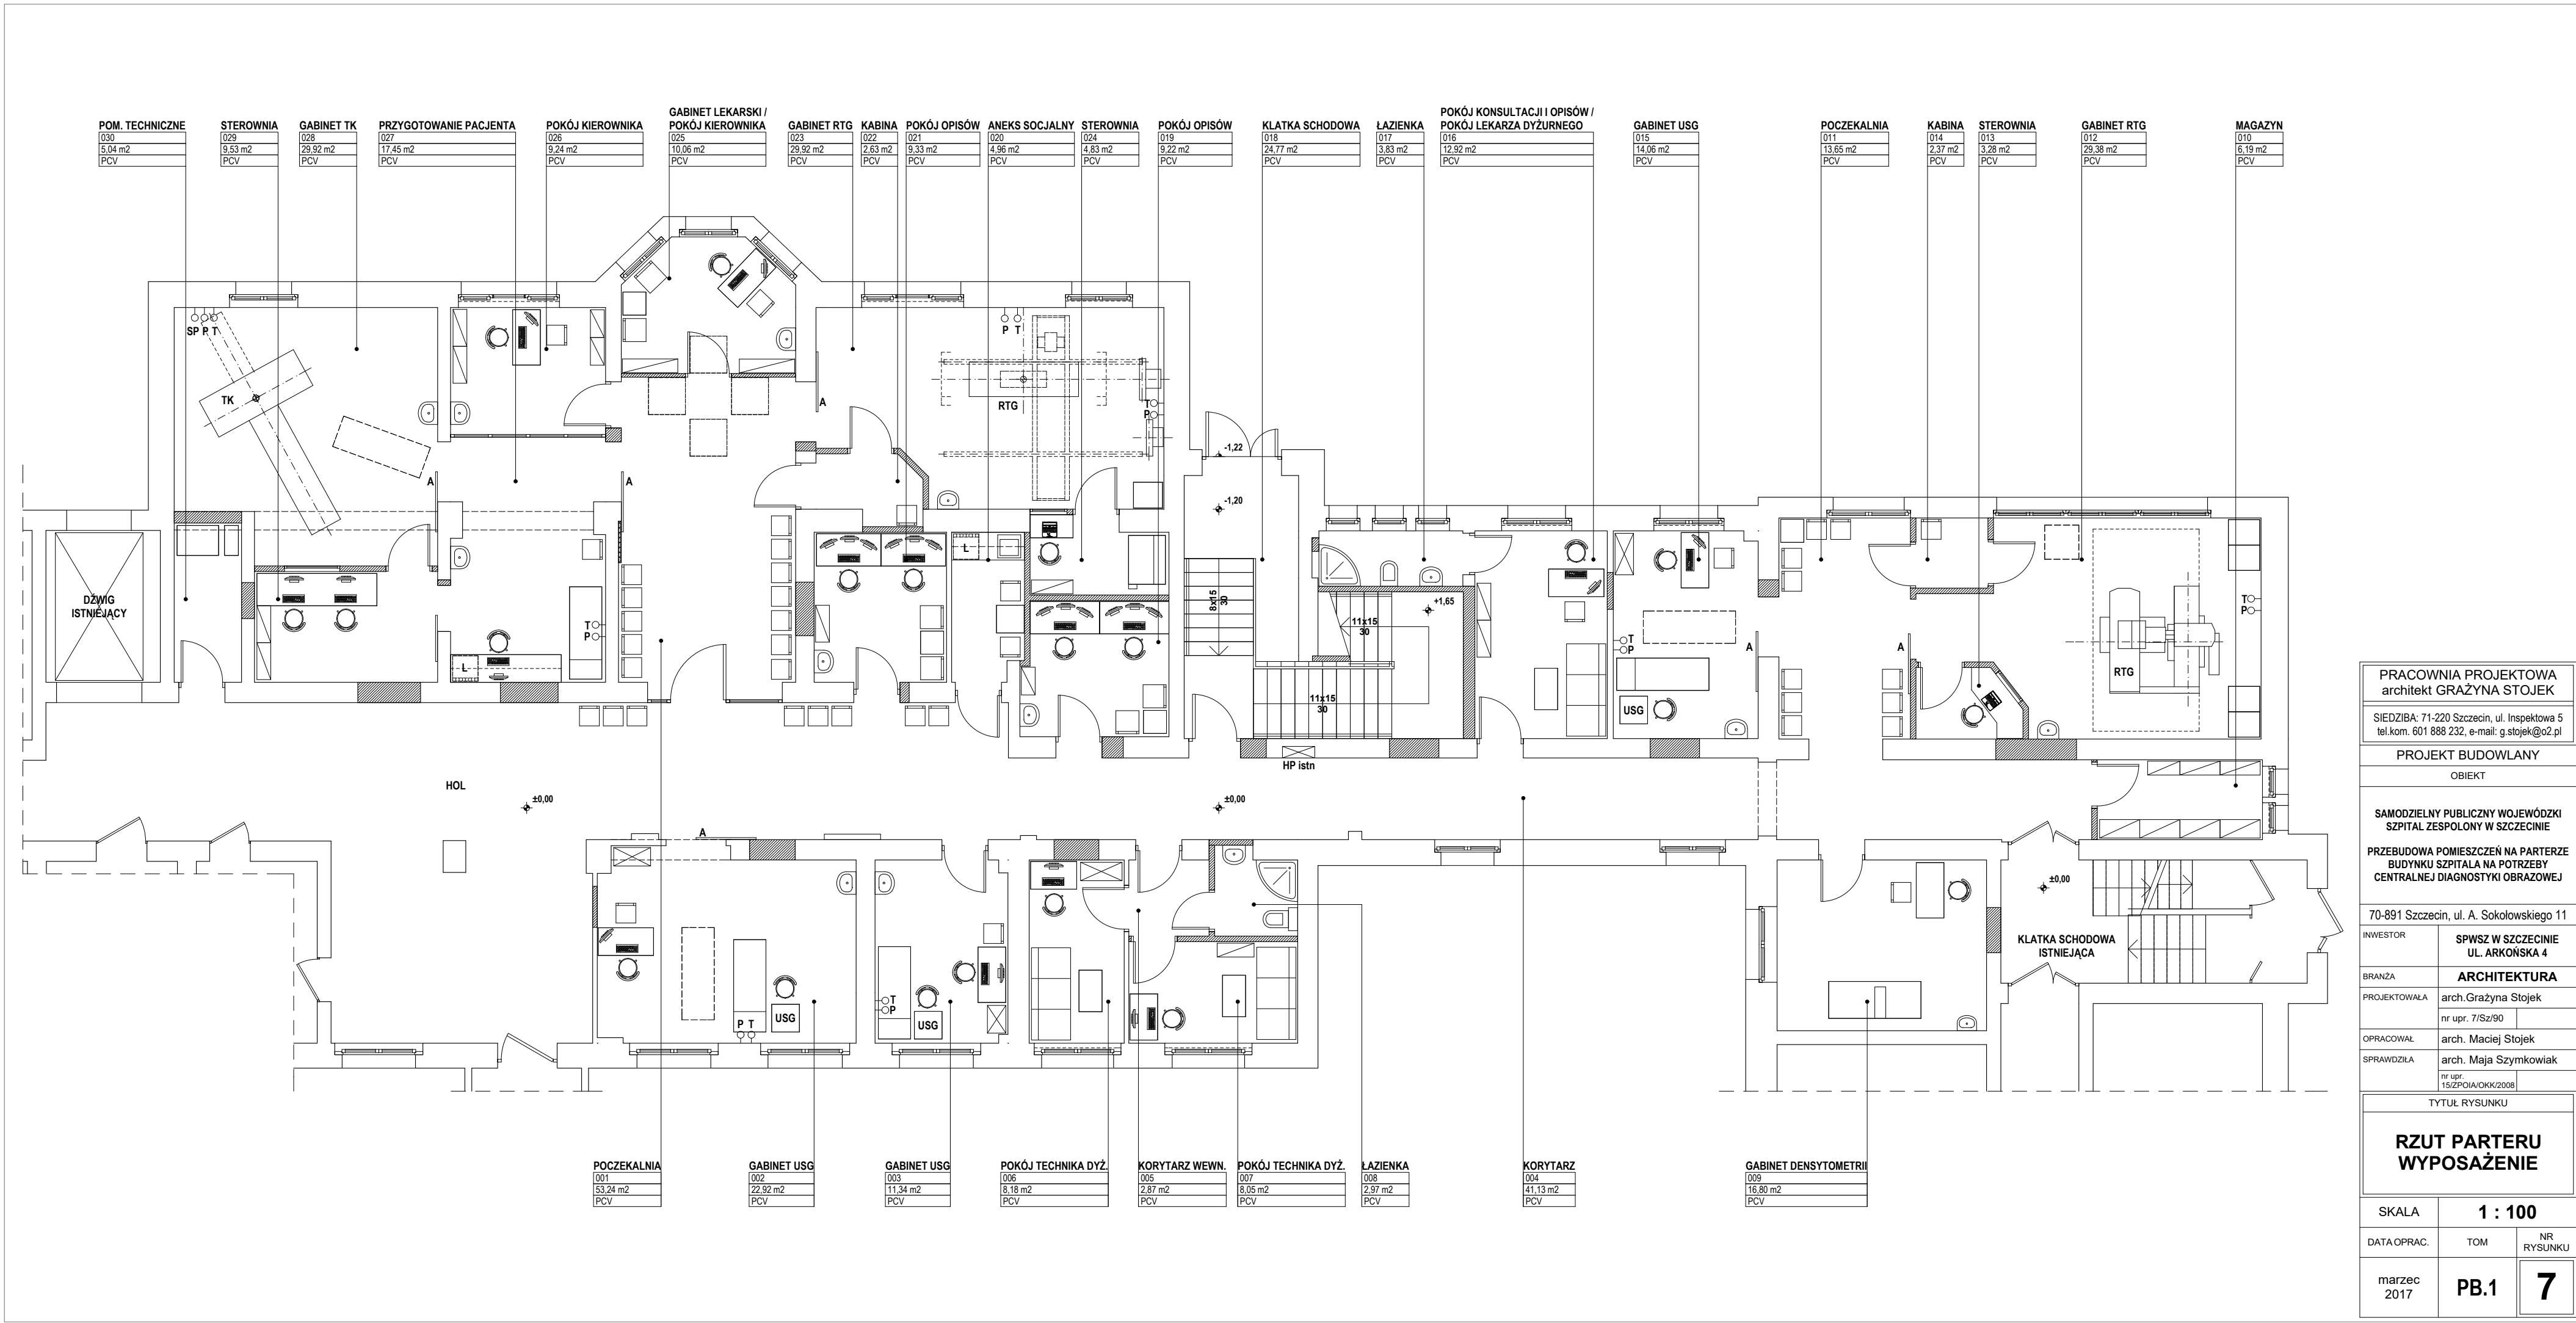 POM. TECHNICZNE
030
5,04 m2
PCV
STEROWNIA
029
9,53 m2
PCV
GABINET TK
028
29,92 m2
PCV
PRZYGOTOWANIE PACJENTA
027
17,45 m2
PCV
POKÓJ KIEROWNIKA
026
9,24 m2
PCV
GABINET LEKARSKI /
POKÓJ KIEROWNIKA
025
10,06 m2
PCV
GABINET RTG
023
29,92 m2
PCV
KABINA
022
2,63 m2
PCV
POKÓJ OPISÓW
021
9,33 m2
PCV
ANEKS SOCJALNY
020
4,96 m2
PCV
STEROWNIA
024
4,83 m2
PCV
POKÓJ OPISÓW
019
9,22 m2
PCV
KLATKA SCHODOWA
018
24,77 m2
PCV
ŁAZIENKA
017
3,83 m2
PCV
POKÓJ KONSULTACJI I OPISÓW /
POKÓJ LEKARZA DYŻURNEGO
016
12,92 m2
PCV
GABINET USG
015
14,06 m2
PCV
POCZEKALNIA
011
13,65 m2
PCV
KABINA
014
2,37 m2
PCV
STEROWNIA
013
3,28 m2
PCV
GABINET RTG
012
29,38 m2
PCV
MAGAZYN
010
6,19 m2
PCV
SP P T
TK
A
A
A
P T
RTG
T
P
-1,22
-1,20
L
L
T
P
DŹWIG
ISTNIEJĄCY
8x15
30
11x15
30
+1,65
11x15
30
T
P
USG
A
A
RTG
T
P
HP istn
HOL
±0,00
±0,00
A
P T
USG
T
P
USG
±0,00
KLATKA SCHODOWA
ISTNIEJĄCA
POCZEKALNIA
001
53,24 m2
PCV
GABINET USG
002
22,92 m2
PCV
GABINET USG
003
11,34 m2
PCV
POKÓJ TECHNIKA DYŻ.
006
8,18 m2
PCV
KORYTARZ WEWN.
005
2,87 m2
PCV
POKÓJ TECHNIKA DYŻ.
007
8,05 m2
PCV
ŁAZIENKA
008
2,97 m2
PCV
KORYTARZ
004
41,13 m2
PCV
GABINET DENSYTOMETRII
009
16,80 m2
PCV
PRACOWNIA PROJEKTOWA
architekt GRAŻYNA STOJEK
SIEDZIBA: 71-220 Szczecin, ul. Inspektowa 5
tel.kom. 601 888 232, e-mail: g.stojek@o2.pl
PROJEKT BUDOWLANY
OBIEKT
SAMODZIELNY PUBLICZNY WOJEWÓDZKI
SZPITAL ZESPOLONY W SZCZECINIE
PRZEBUDOWA POMIESZCZEŃ NA PARTERZE
BUDYNKU SZPITALA NA POTRZEBY
CENTRALNEJ DIAGNOSTYKI OBRAZOWEJ
70-891 Szczecin, ul. A. Sokołowskiego 11
INWESTOR
SPWSZ W SZCZECINIE
UL. ARKOŃSKA 4
BRANŻA
ARCHITEKTURA
PROJEKTOWAŁA
arch.Grażyna Stojek
nr upr. 7/Sz/90
OPRACOWAŁ
arch. Maciej Stojek
SPRAWDZIŁA
arch. Maja Szymkowiak
nr upr.
15/ZPOIA/OKK/2008
TYTUŁ RYSUNKU
RZUT PARTERU
WYPOSAŻENIE
SKALA
1 : 100
DATA OPRAC.
TOM
NR
RYSUNKU
marzec
2017
PB.1
7